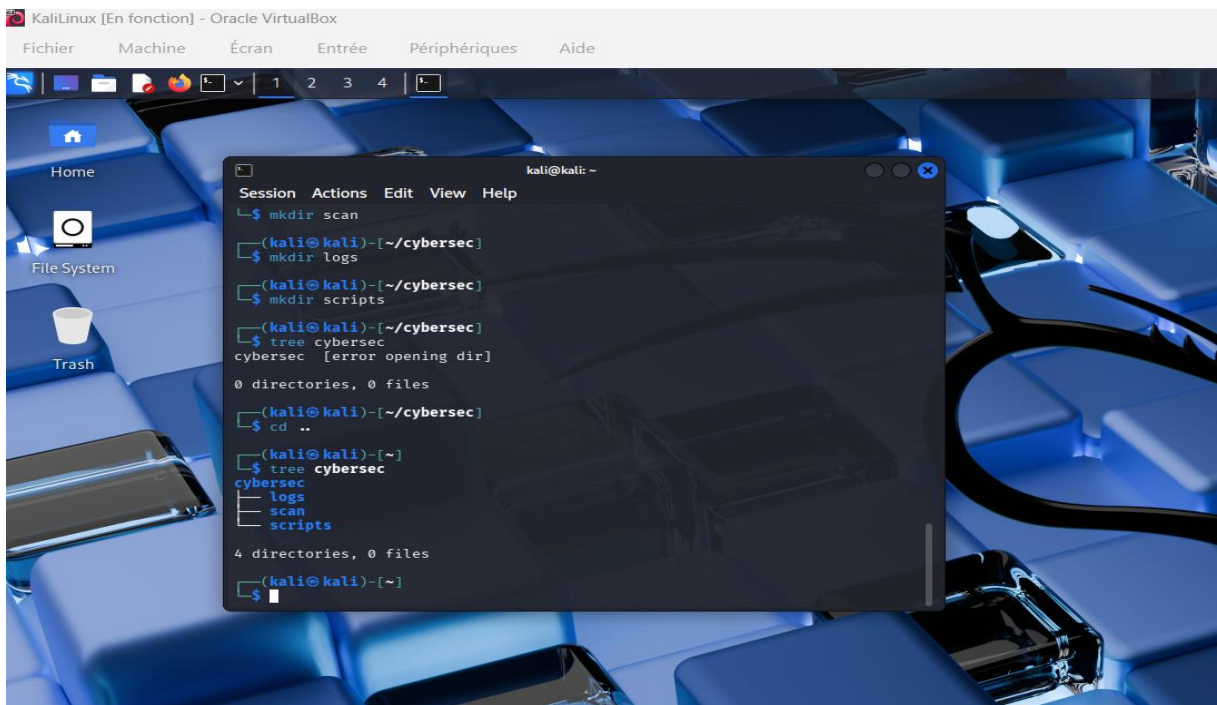 KaliLinux [En fonction] - Oracle VirtualBox
Fichier Machine Écran Entrée Périphériques Aide
1 2 3 4
Home
File System
Trash
kali@kali: ~
Session Actions Edit View Help
└─$ mkdir scan
┌──(kali㉿kali)-[~/cybersec]
└─$ mkdir logs
┌──(kali㉿kali)-[~/cybersec]
└─$ mkdir scripts
┌──(kali㉿kali)-[~/cybersec]
└─$ tree cybersec
cybersec [error opening dir]
0 directories, 0 files
┌──(kali㉿kali)-[~/cybersec]
└─$ cd ..
┌──(kali㉿kali)-[~]
└─$ tree cybersec
cybersec
├── logs
├── scan
└── scripts
4 directories, 0 files
┌──(kali㉿kali)-[~]
└─$